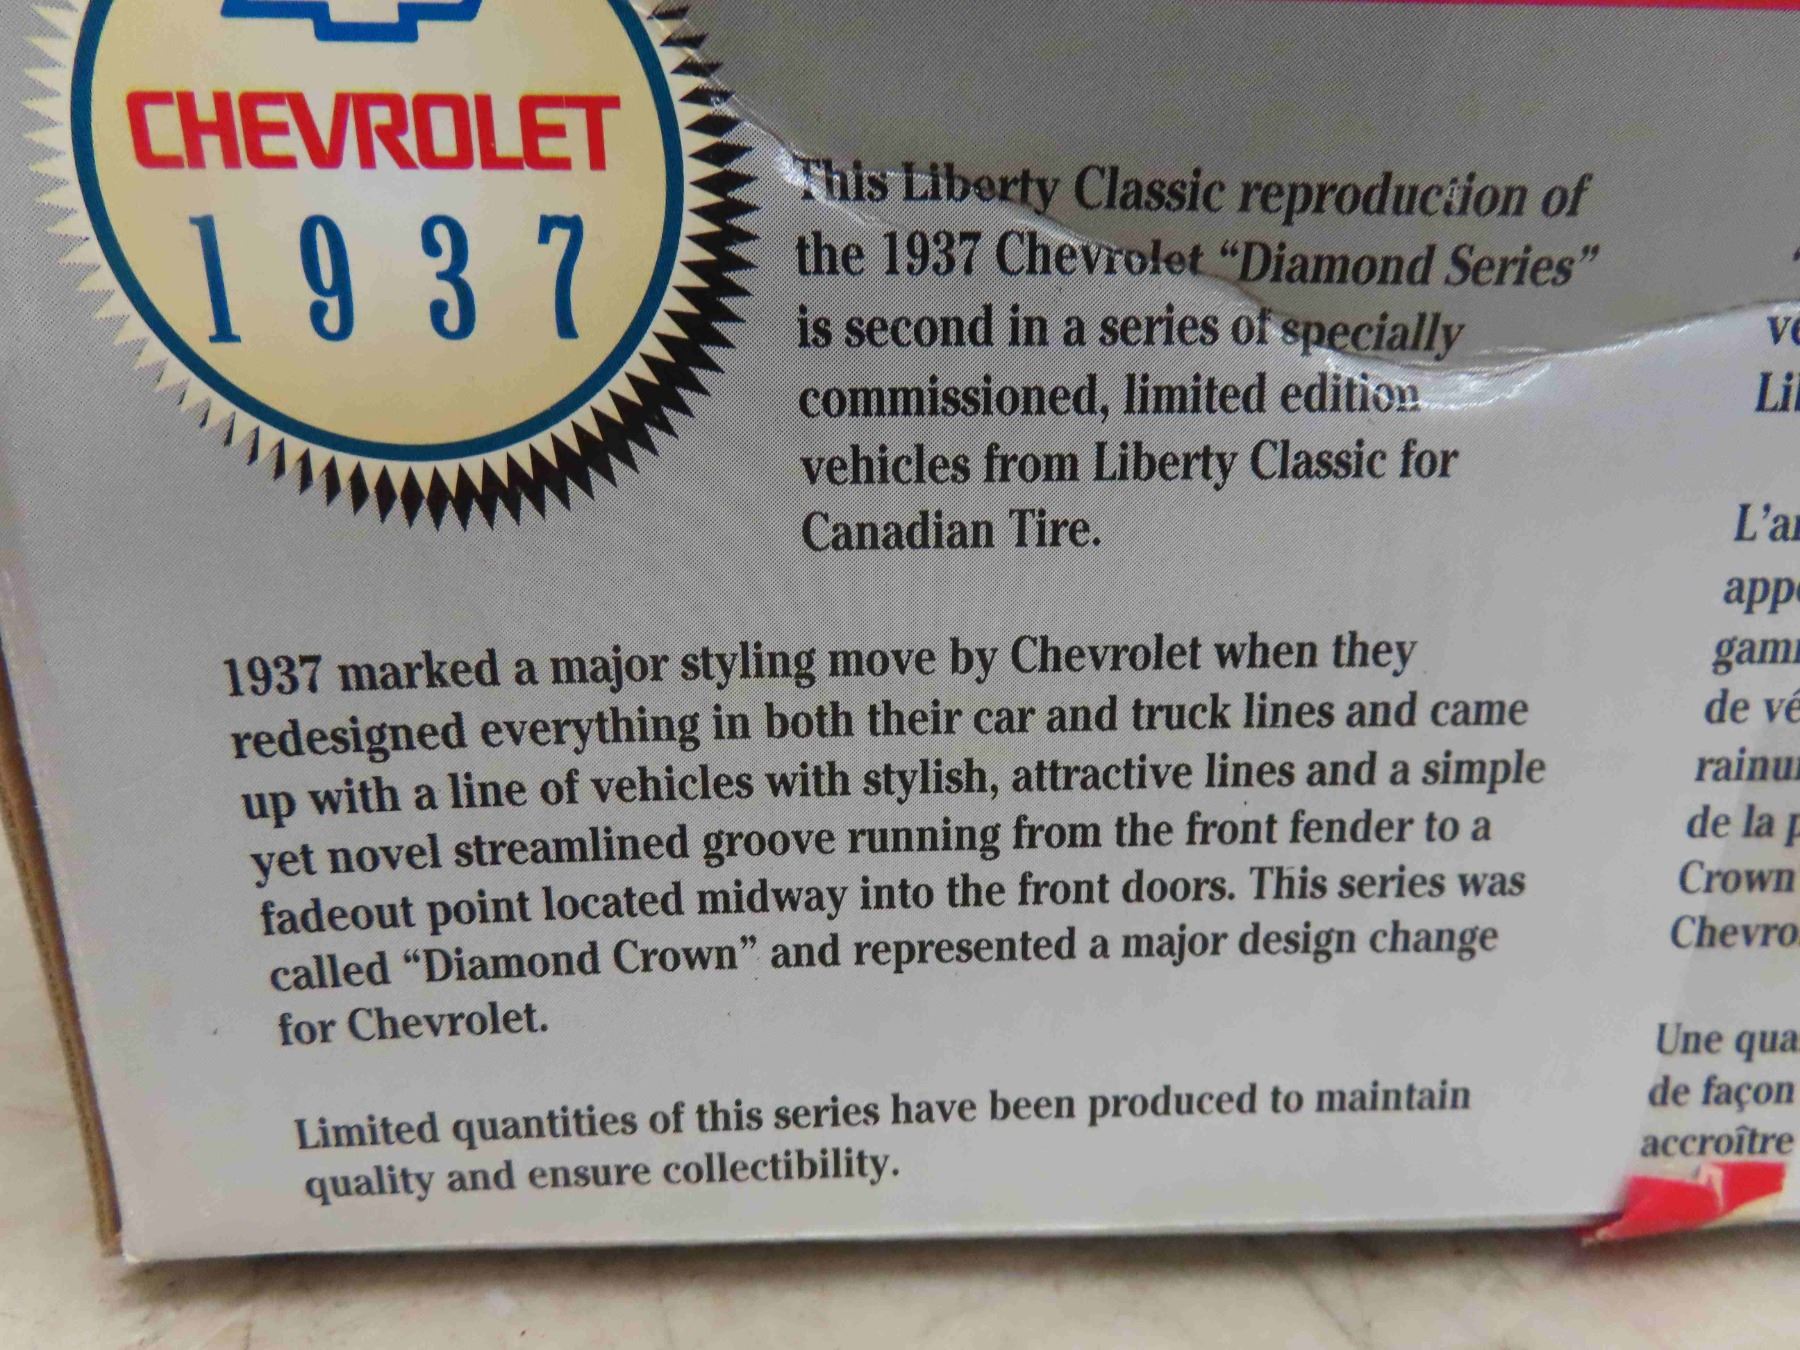 CHEVROLET
1937
This Liberty Classic reproduction of
the 1937 Chevrolet “Diamond Series”
is second in a series of specially
commissioned, limited edition
vehicles from Liberty Classic for
Canadian Tire.
1937 marked a major styling move by Chevrolet when they
redesigned everything in both their car and truck lines and came
up with a line of vehicles with stylish, attractive lines and a simple
yet novel streamlined groove running from the front fender to a
fadeout point located midway into the front doors. This series was
called “Diamond Crown” and represented a major design change
for Chevrolet.
Limited quantities of this series have been produced to maintain
quality and ensure collectibility.
de
de la
Crown
Une
de façon
accroître